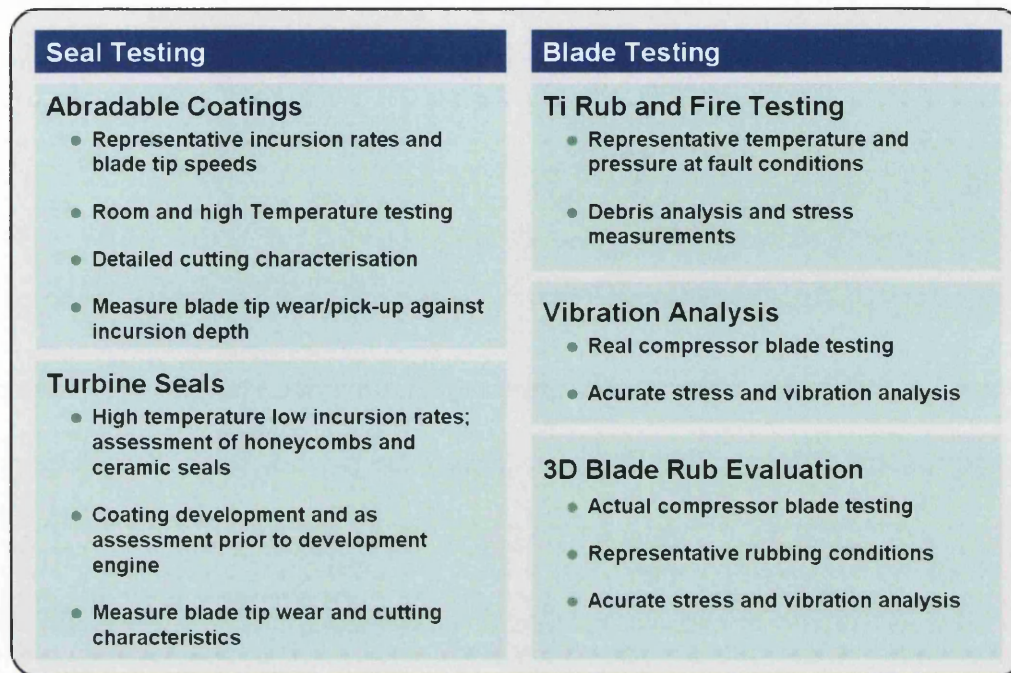 Seal Testing
Abradable Coatings
Representative incursion rates and
blade tip speeds
Room and high Temperature testing
Detailed cutting characterisation
Measure blade tip wear/pick-up against
incursion depth
Turbine Seals
High temperature low incursion rates;
assessment of honeycombs and
ceramic seals
Coating development and as
assessment prior to development
engine
Measure blade tip wear and cutting
characteristics
Blade Testing
Ti Rub and Fire Testing
Representative temperature and
pressure at fault conditions
Debris analysis and stress
measurements
Vibration Analysis
Real compressor blade testing
Acurate stress and vibration analysis
3D Blade Rub Evaluation
Actual compressor blade testing
Representative rubbing conditions
Acurate stress and vibration analysis